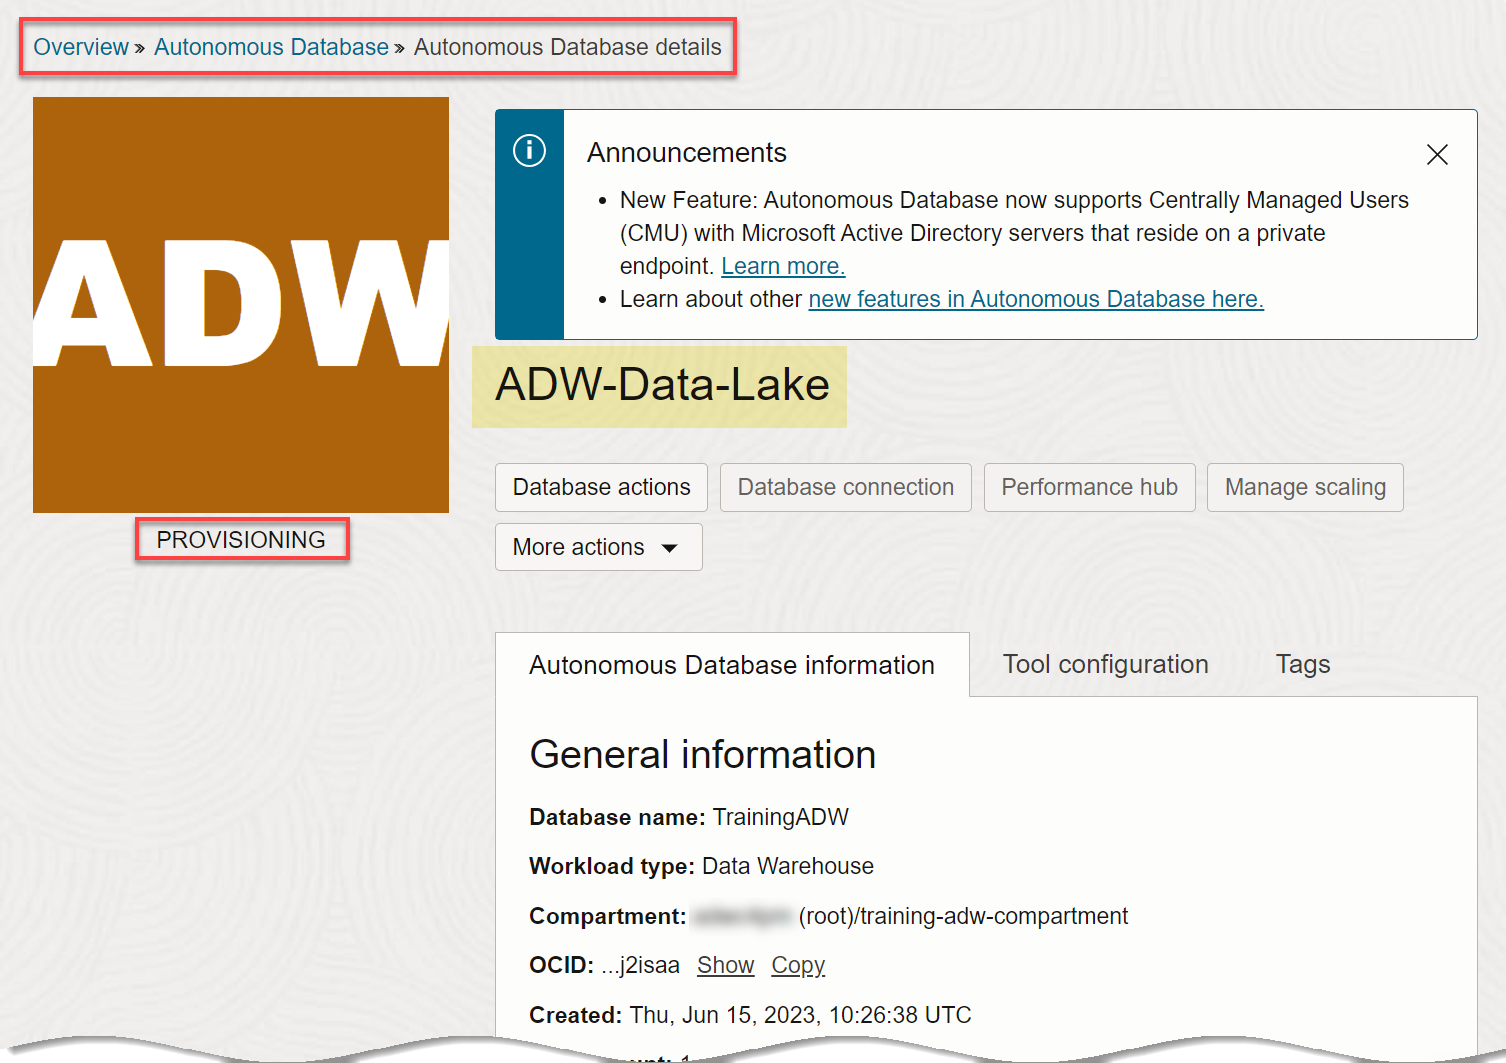 Overview » Autonomous Database » Autonomous Database details
ADW
PROVISIONING
Announcements
• New Feature: Autonomous Database now supports Centrally Managed Users
(CMU) with Microsoft Active Directory servers that reside on a private
endpoint. Learn more.
• Learn about other new features in Autonomous Database here.
ADW-Data-Lake
Database actions
Database connection
Performance hub
Manage scaling
More actions
Autonomous Database information
Tool configuration
Tags
General information
Database name: TrainingADW
Workload type: Data Warehouse
Compartment: (root)/training-adw-compartment
OCID: ...j2isaa Show Copy
Created: Thu, Jun 15, 2023, 10:26:38 UTC